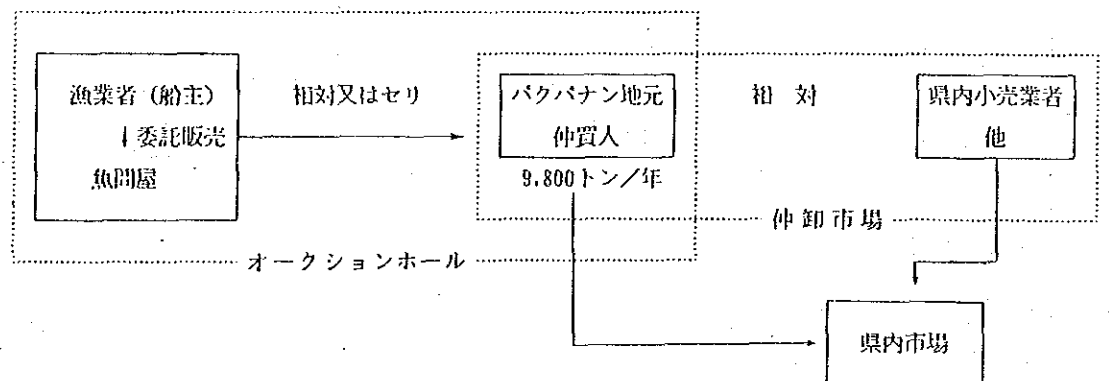 漁業者（船主）
↓委託販売
魚問屋
相対又はセリ
パクパナン地元
仲買人
9,800トン／年
相 対
県内小売業者
他
仲卸市場
オークションホール
県内市場